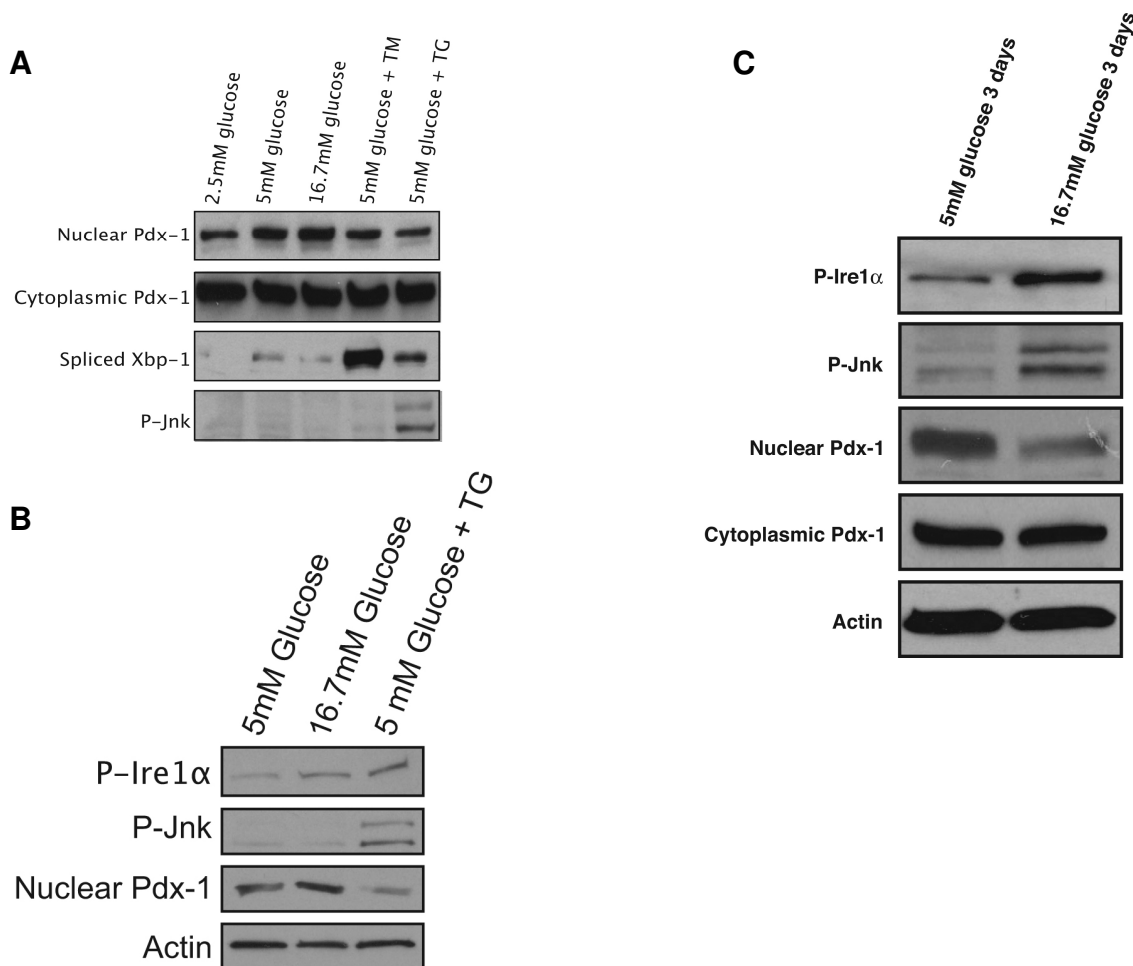 A
2.5mM glucose
5mM glucose
16.7mM glucose
5mM glucose + TM
5mM glucose + TG
Nuclear Pdx-1
Cytoplasmic Pdx-1
Spliced Xbp-1
P-Jnk
B
5mM Glucose
16.7mM Glucose
5 mM Glucose + TG
P-Ire1α
P-Jnk
Nuclear Pdx-1
Actin
C
5mM glucose 3 days
16.7mM glucose 3 days
P-Ire1α
P-Jnk
Nuclear Pdx-1
Cytoplasmic Pdx-1
Actin